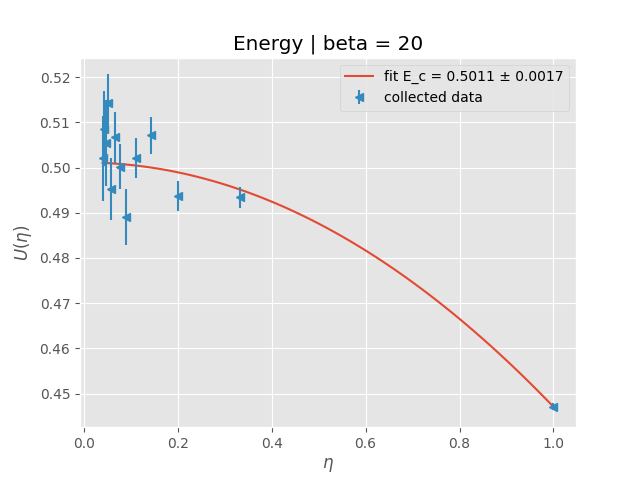 Energy | beta = 20
fit E_c = 0.5011 ± 0.0017
collected data
U(η)
0.52
0.51
0.50
0.49
0.48
0.47
0.46
0.45
0.0 0.2 0.4 0.6 0.8 1.0
η